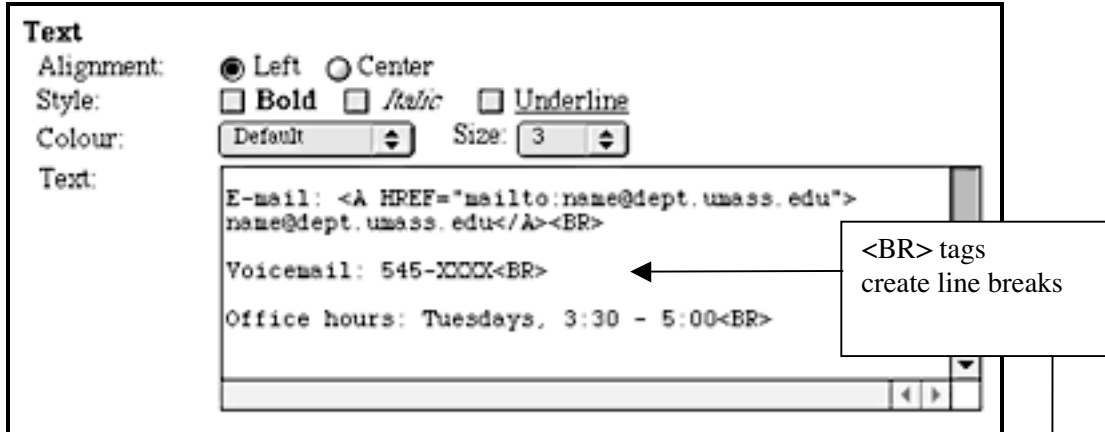 Text
Alignment: Left Center
Style: Bold Italic Underline
Colour: Default Size: 3
Text:
E-mail: <A HREF="mailto:name@dept.umass.edu">
name@dept.umass.edu</A><BR>
Voicemail: 545-XXXX<BR>
Office hours: Tuesdays, 3:30 - 5:00<BR>
<BR> tags
create line breaks